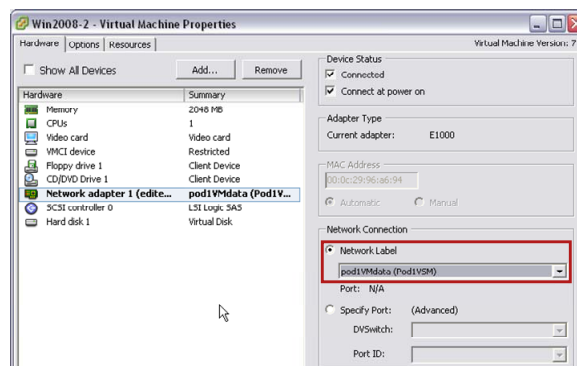 Win2008-2 - Virtual Machine Properties
Hardware Options Resources
Virtual Machine Version: 7
Show All Devices
Add...
Remove
Hardware Summary
Memory 2048 MB
CPUs 1
Video card Video card
VMCI device Restricted
Floppy drive 1 Client Device
CD/DVD Drive 1 Client Device
Network adapter 1 (edite... pod1VMdata (Pod1V...
SCSI controller 0 LSI Logic SAS
Hard disk 1 Virtual Disk
Device Status
Connected
Connect at power on
Adapter Type
Current adapter: E1000
MAC Address
00:0c:29:96:a6:94
Automatic Manual
Network Connection
Network Label
pod1VMdata (Pod1VSM)
Port: N/A
Specify Port: (Advanced)
DVSwitch:
Port ID: